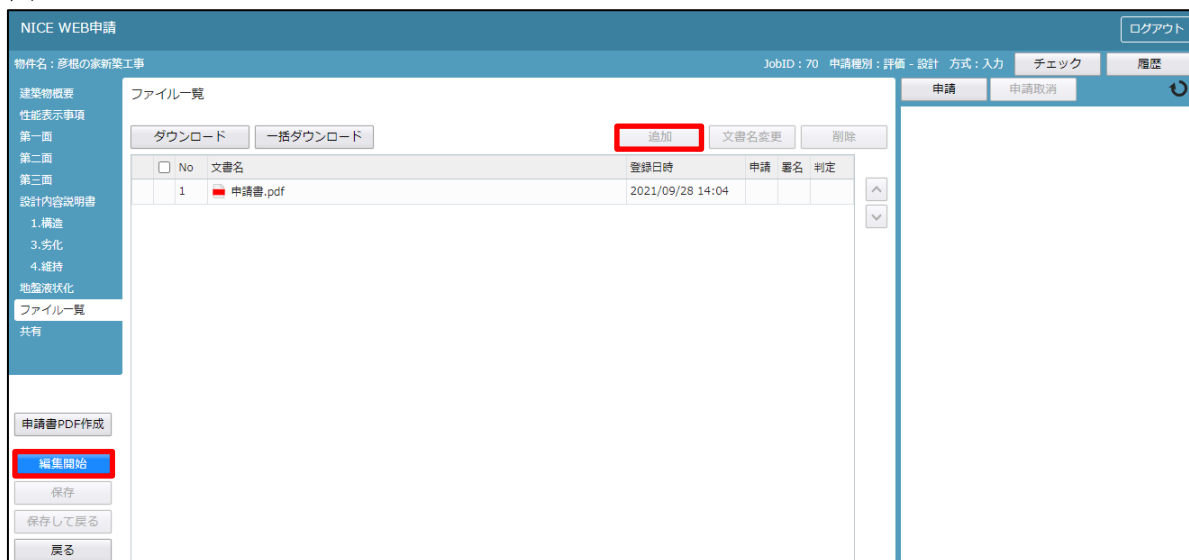 NICE WEB申請
ログアウト
物件名：彦根の家新築工事
JobID：70 申請種別：評価 - 設計 方式：入力
チェック
履歴
建築物概要
性能表示事項
第一面
第二面
第三面
設計内容説明書
1.構造
3.劣化
4.維持
地盤液状化
ファイル一覧
共有
申請書PDF作成
編集開始
保存
保存して戻る
戻る
ファイル一覧
ダウンロード
一括ダウンロード
追加
文書名変更
削除
No 文書名 登録日時 申請 署名 判定
1 申請書.pdf 2021/09/28 14:04
申請
申請取消